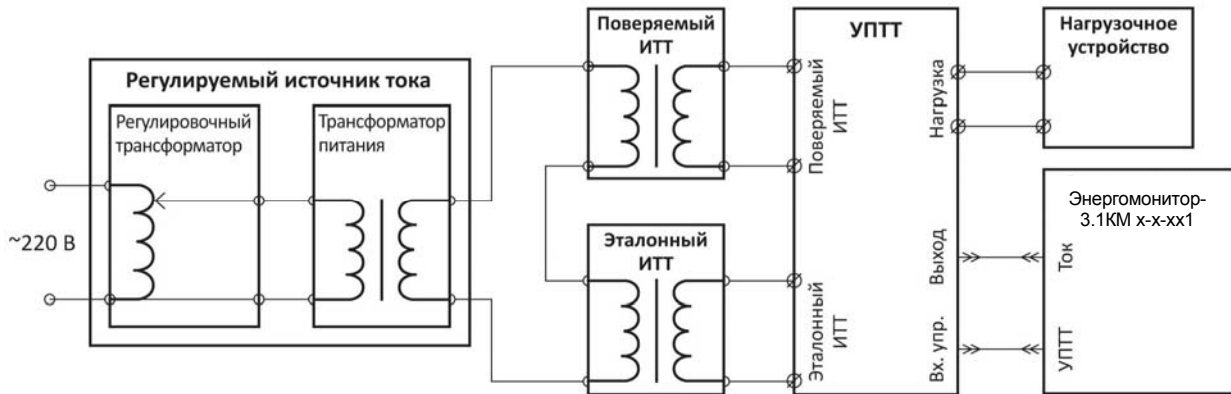 Регулируемый источник тока
Регулировочный
трансформатор
Трансформатор
питания
~220 В
Поверяемый
ИТТ
Эталонный
ИТТ
УПТТ
Поверяемый
ИТТ
Эталонный
ИТТ
Нагрузка
Выход
Вх. упр.
Нагрузочное
устройство
Энергомонитор-
3.1КМ х-х-хх1
Ток
УПТТ